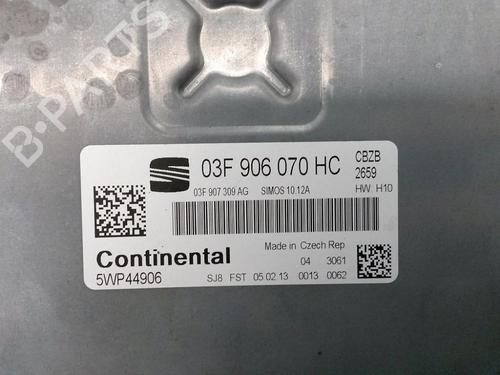 B-PARTS
03F 906 070 HC
CBZB
2659
03F 907 309 AG SIMOS 10.12A HW H10
Continental
5WP44906
Made in Czech Rep
04 3061
SJ8 FST 05 02 13 0013 0062